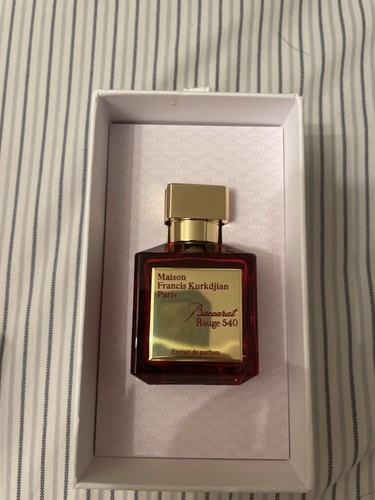 Maison
Francis Kurkdjian
Paris
Baccarat
Rouge 540
Extrait de parfum